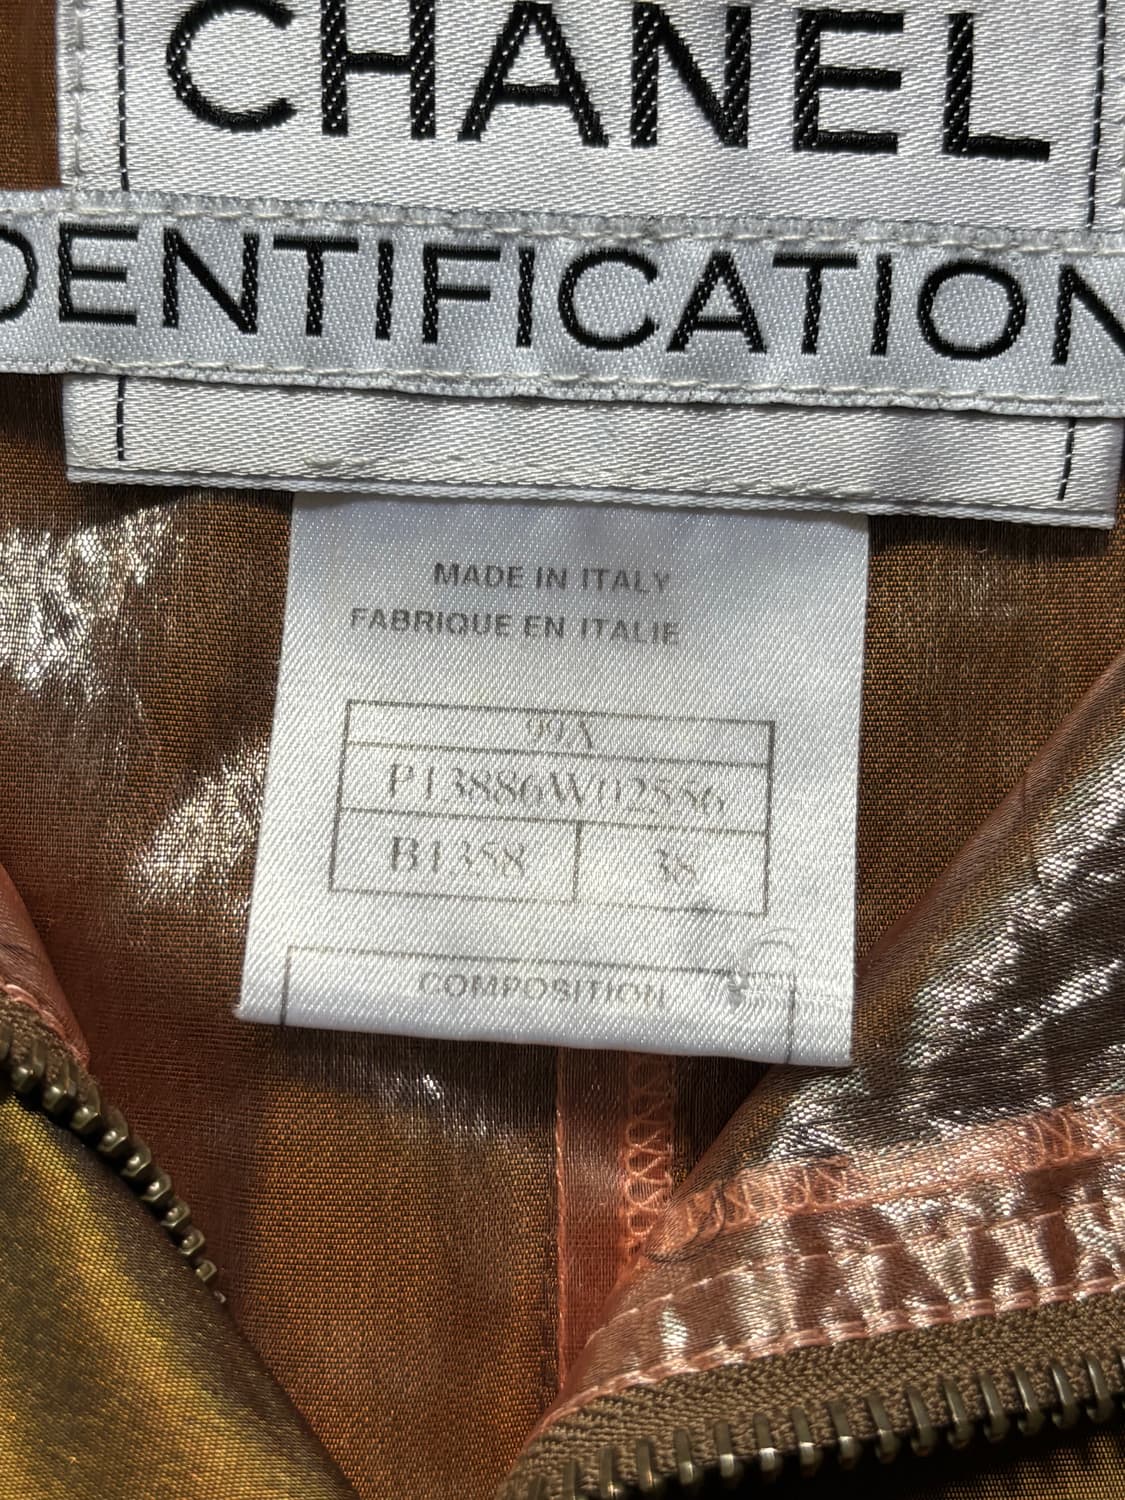 CHANEL
DENTIFICATION
MADE IN ITALY
FABRIQUE EN ITALIE
99A
P13886W02556
B1358 38
COMPOSITION